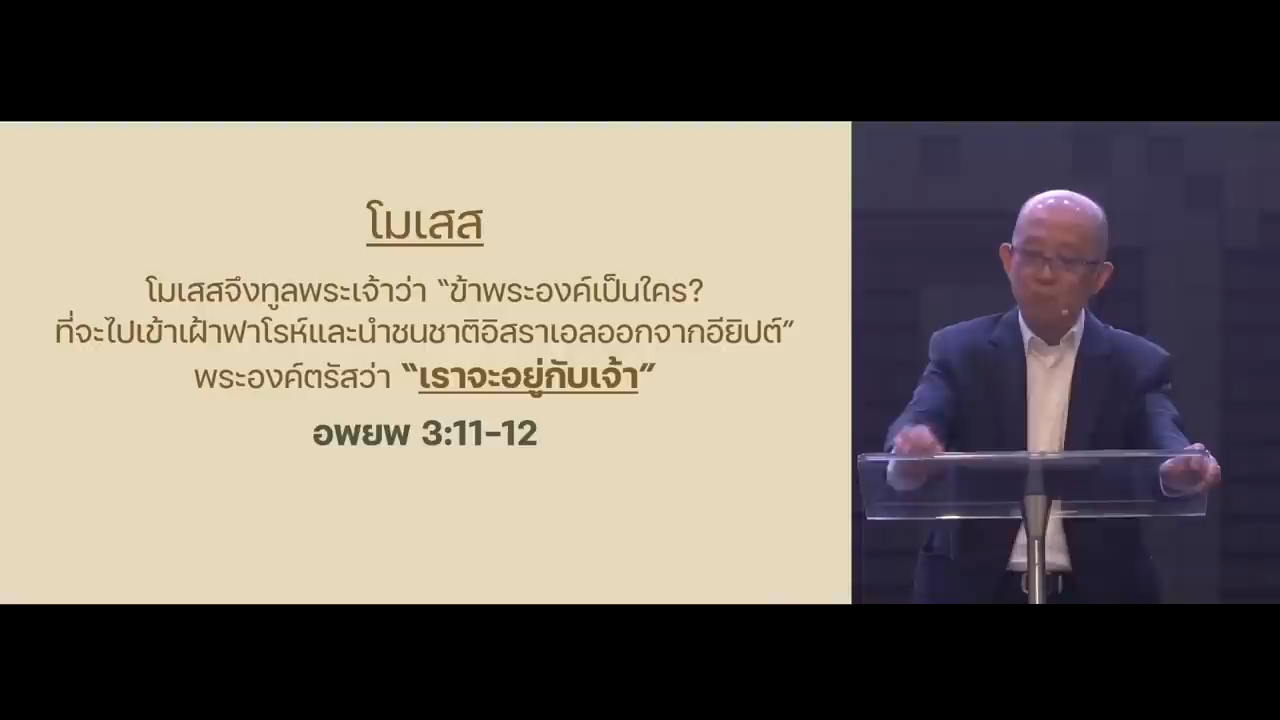 โมเสส
โมเสสจึงทูลพระเจ้าว่า “ข้าพระองค์เป็นใคร?
ที่จะไปเข้าเฝ้าฟาโรห์และนำชนชาติอิสราเอลออกจากอียิปต์”
พระองค์ตรัสว่า “เราจะอยู่กับเจ้า”
อพยพ 3:11-12